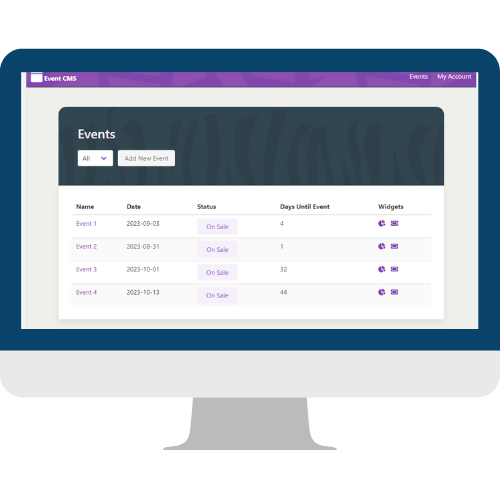 Event CMS Events My Account
Events
All Add New Event
Name Date Status Days Until Event Widgets
Event 1 2023-09-03 On Sale 4
Event 2 2023-08-31 On Sale 1
Event 3 2023-10-01 On Sale 32
Event 4 2023-10-13 On Sale 44